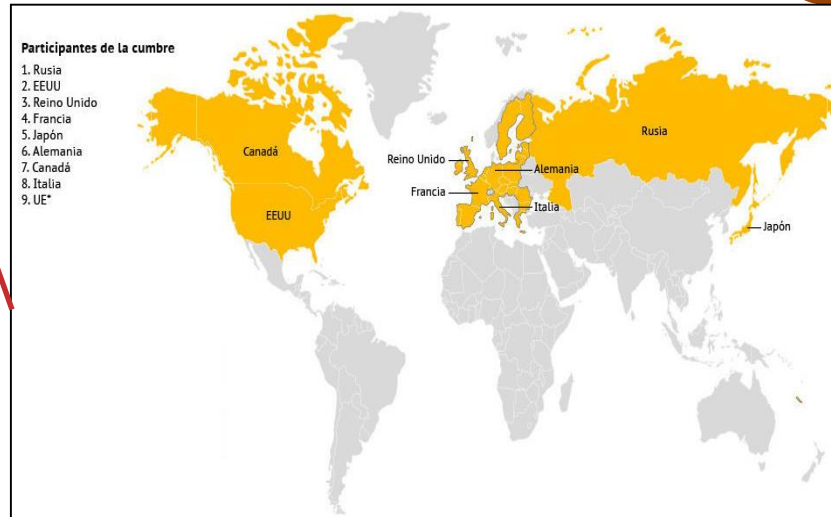 Participantes de la cumbre
1. Rusia
2. EEUU
3. Reino Unido
4. Francia
5. Japón
6. Alemania
7. Canadá
8. Italia
9. UE*
Canadá
EEUU
Reino Unido
Francia
Alemania
Italia
Rusia
Japón